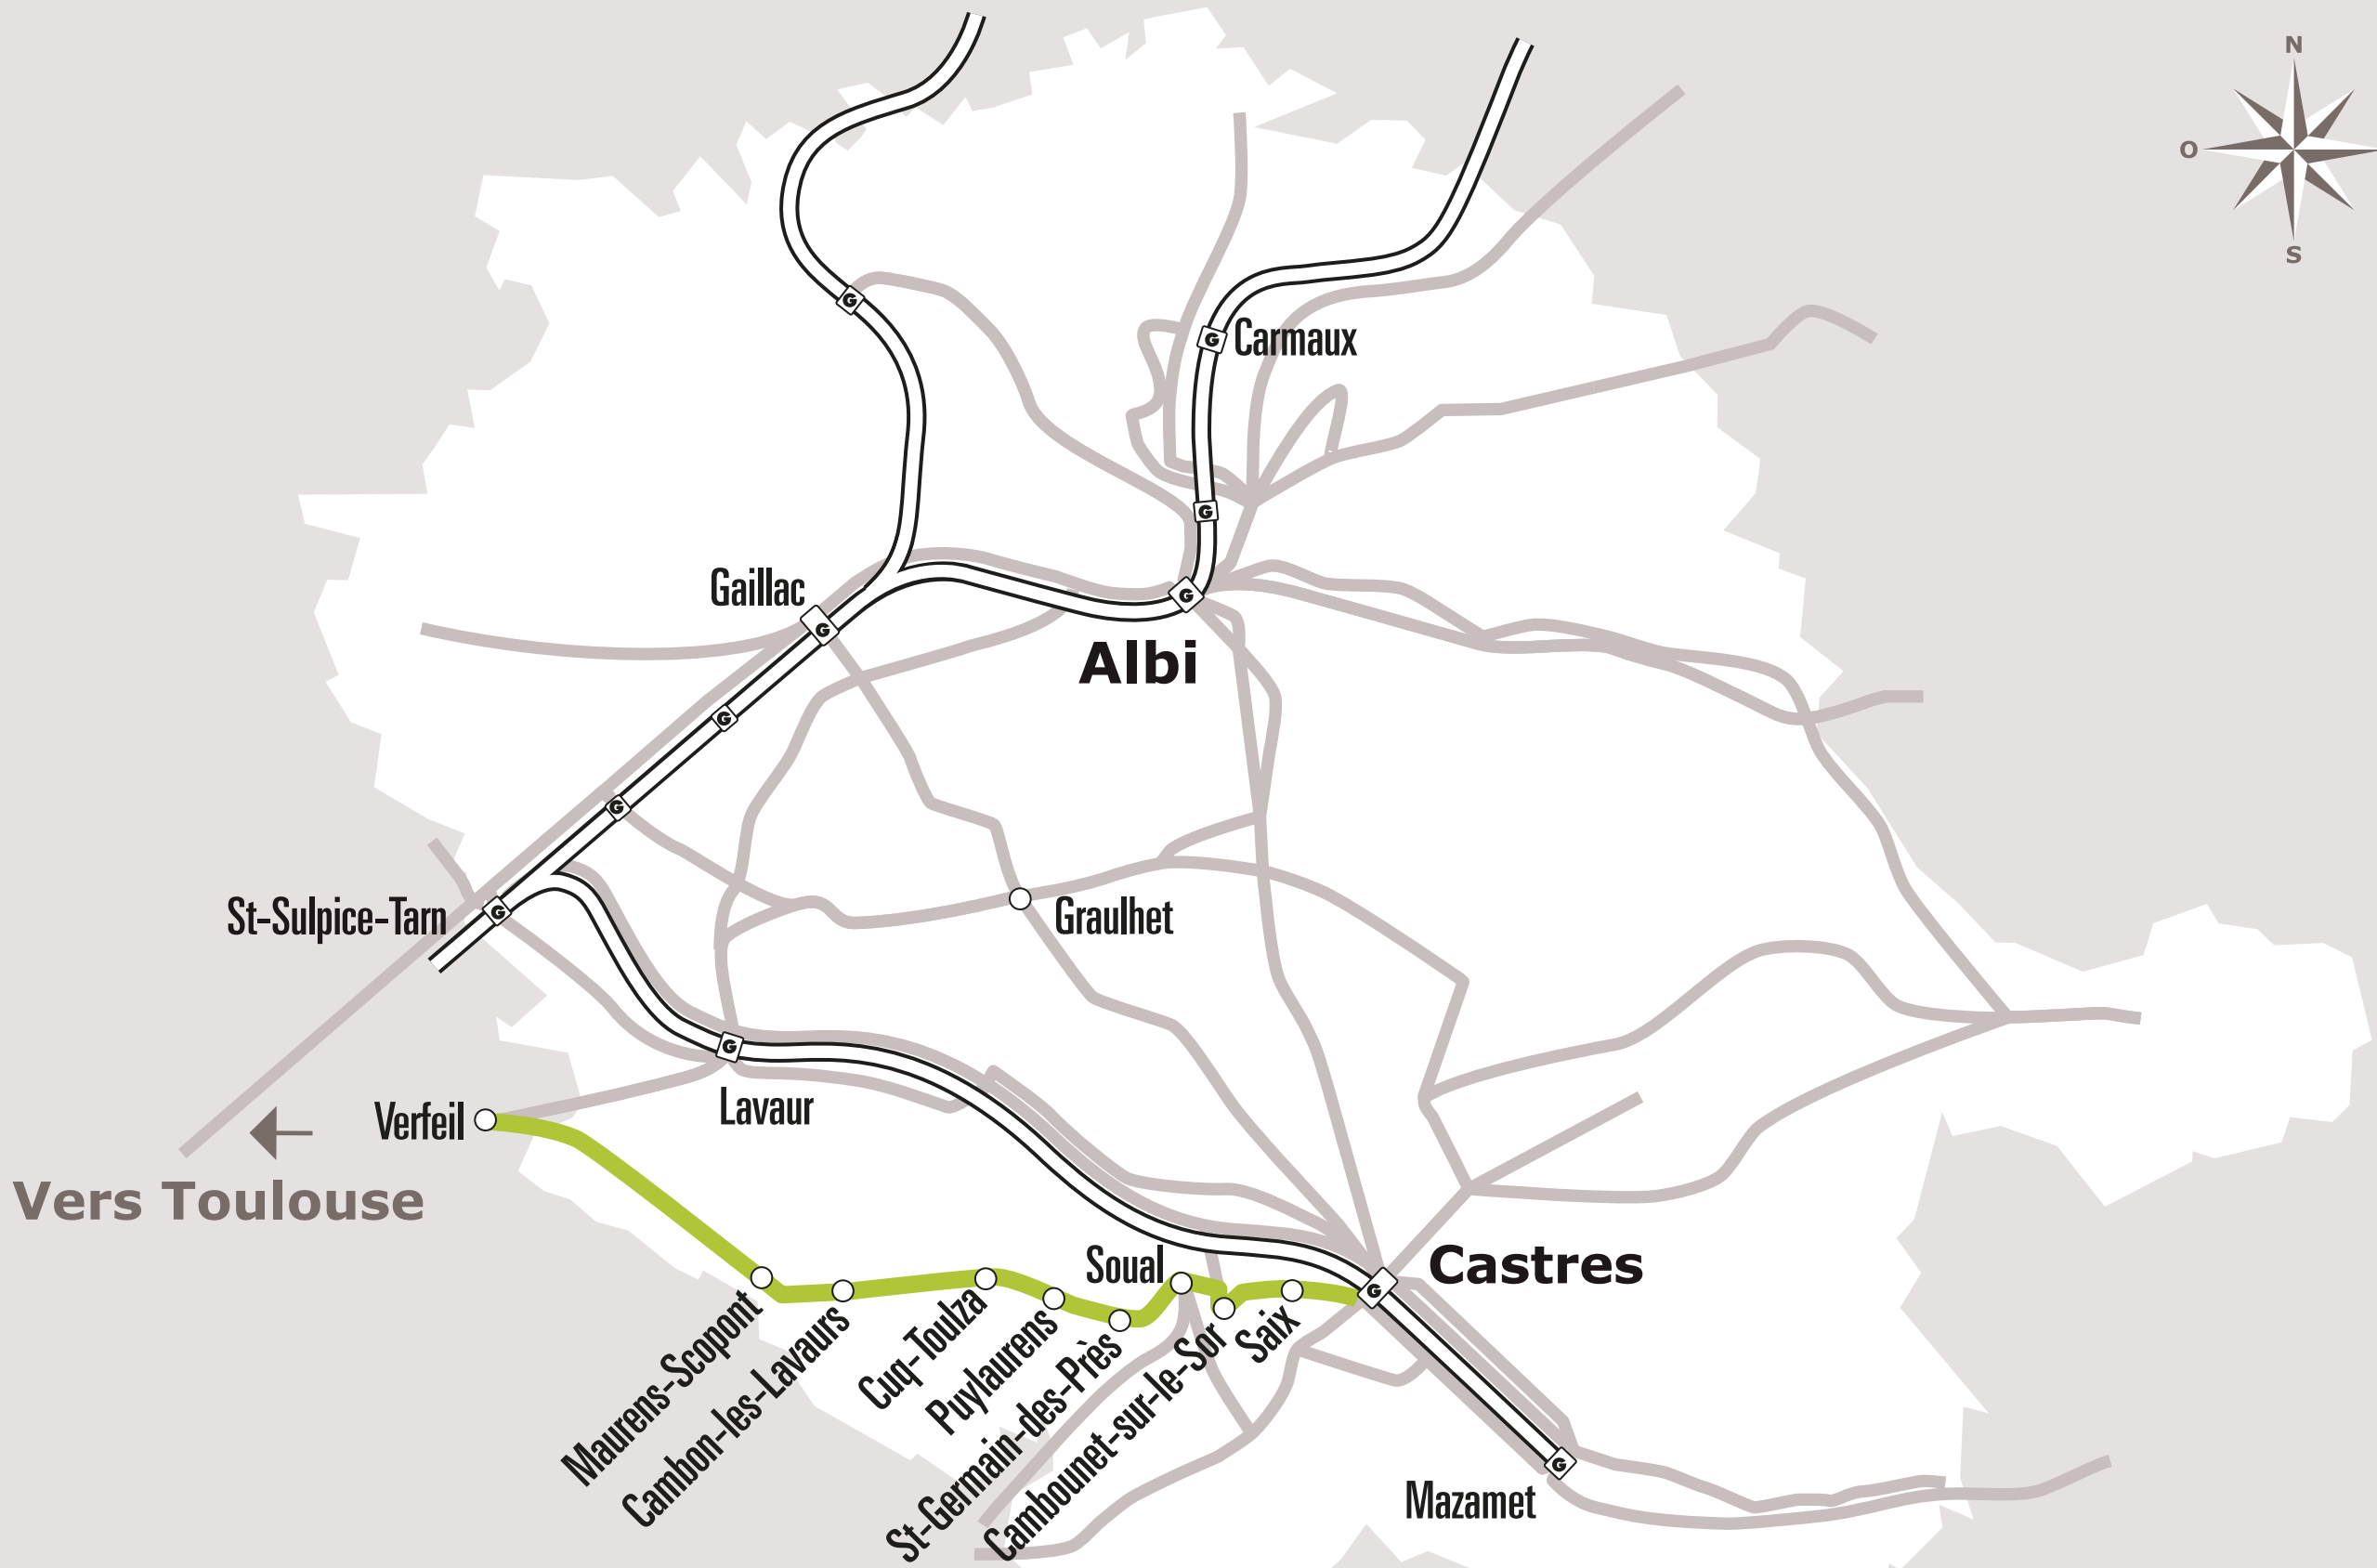 N
O
S
G
Carmaux
G
G
Gaillac
G
G
Albi
G
G
St-Sulpice-Tarn
G
Graulhet
G
Lavaur
Verfeil
Vers Toulouse
Soual
Castres
G
Maurens-Scopont
Cambon-les-Lavaurs
Cuq-Toulza
Puylaurens
St-Germain-des-Près
Cambounet-sur-le-Sor
Saix
G
Mazamet